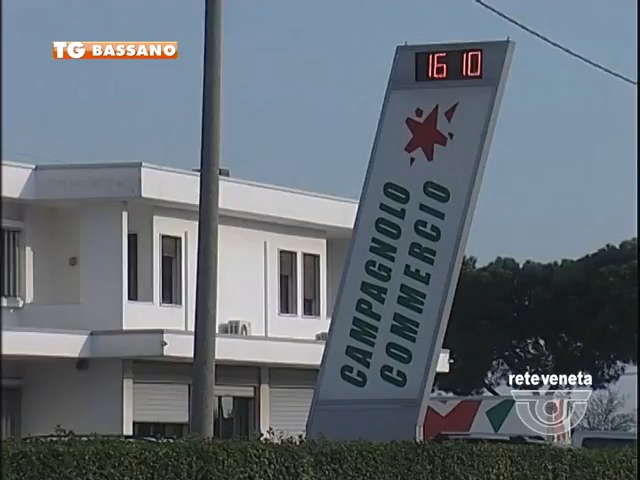 TG BASSANO
16 10
CAMPAGNOLO
COMMERCIO
reteveneta